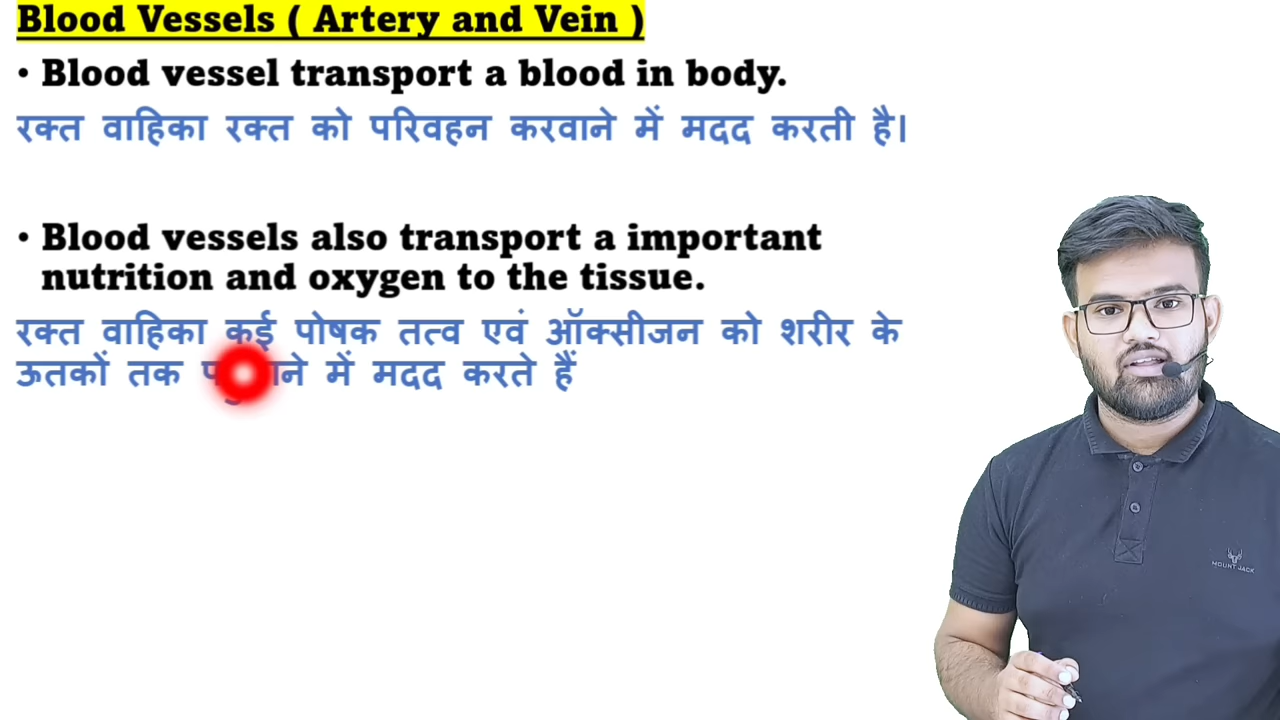 Blood Vessels ( Artery and Vein )
• Blood vessel transport a blood in body.
रक्त वाहिका रक्त को परिवहन करवाने में मदद करती है।
• Blood vessels also transport a important
nutrition and oxygen to the tissue.
रक्त वाहिका कई पोषक तत्व एवं ऑक्सीजन को शरीर के
ऊतकों तक में मदद करते हैं
MOUNT JACK